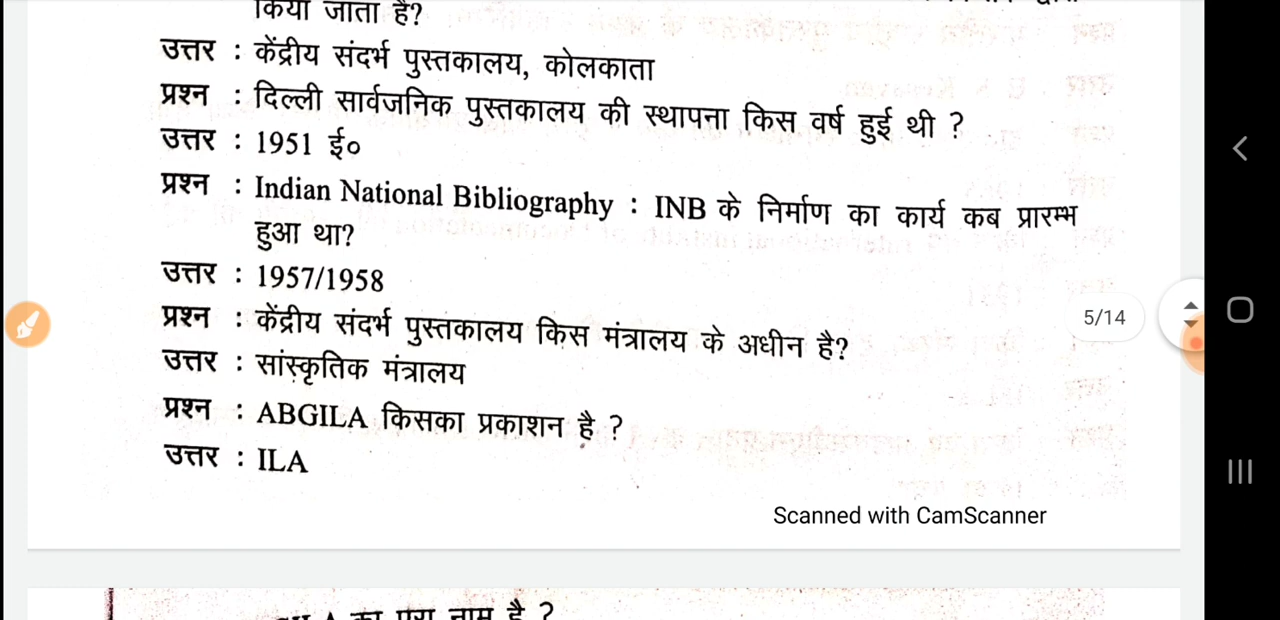 किया जाता है?
उत्तर : केंद्रीय संदर्भ पुस्तकालय, कोलकाता
प्रश्न : दिल्ली सार्वजनिक पुस्तकालय की स्थापना किस वर्ष हुई थी ?
उत्तर : 1951 ई०
प्रश्न : Indian National Bibliography : INB के निर्माण का कार्य कब प्रारम्भ
हुआ था?
उत्तर : 1957/1958
प्रश्न : केंद्रीय संदर्भ पुस्तकालय किस मंत्रालय के अधीन है?
उत्तर : सांस्कृतिक मंत्रालय
प्रश्न : ABGILA किसका प्रकाशन है ?
उत्तर : ILA
5/14
Scanned with CamScanner
का पूरा नाम है ?